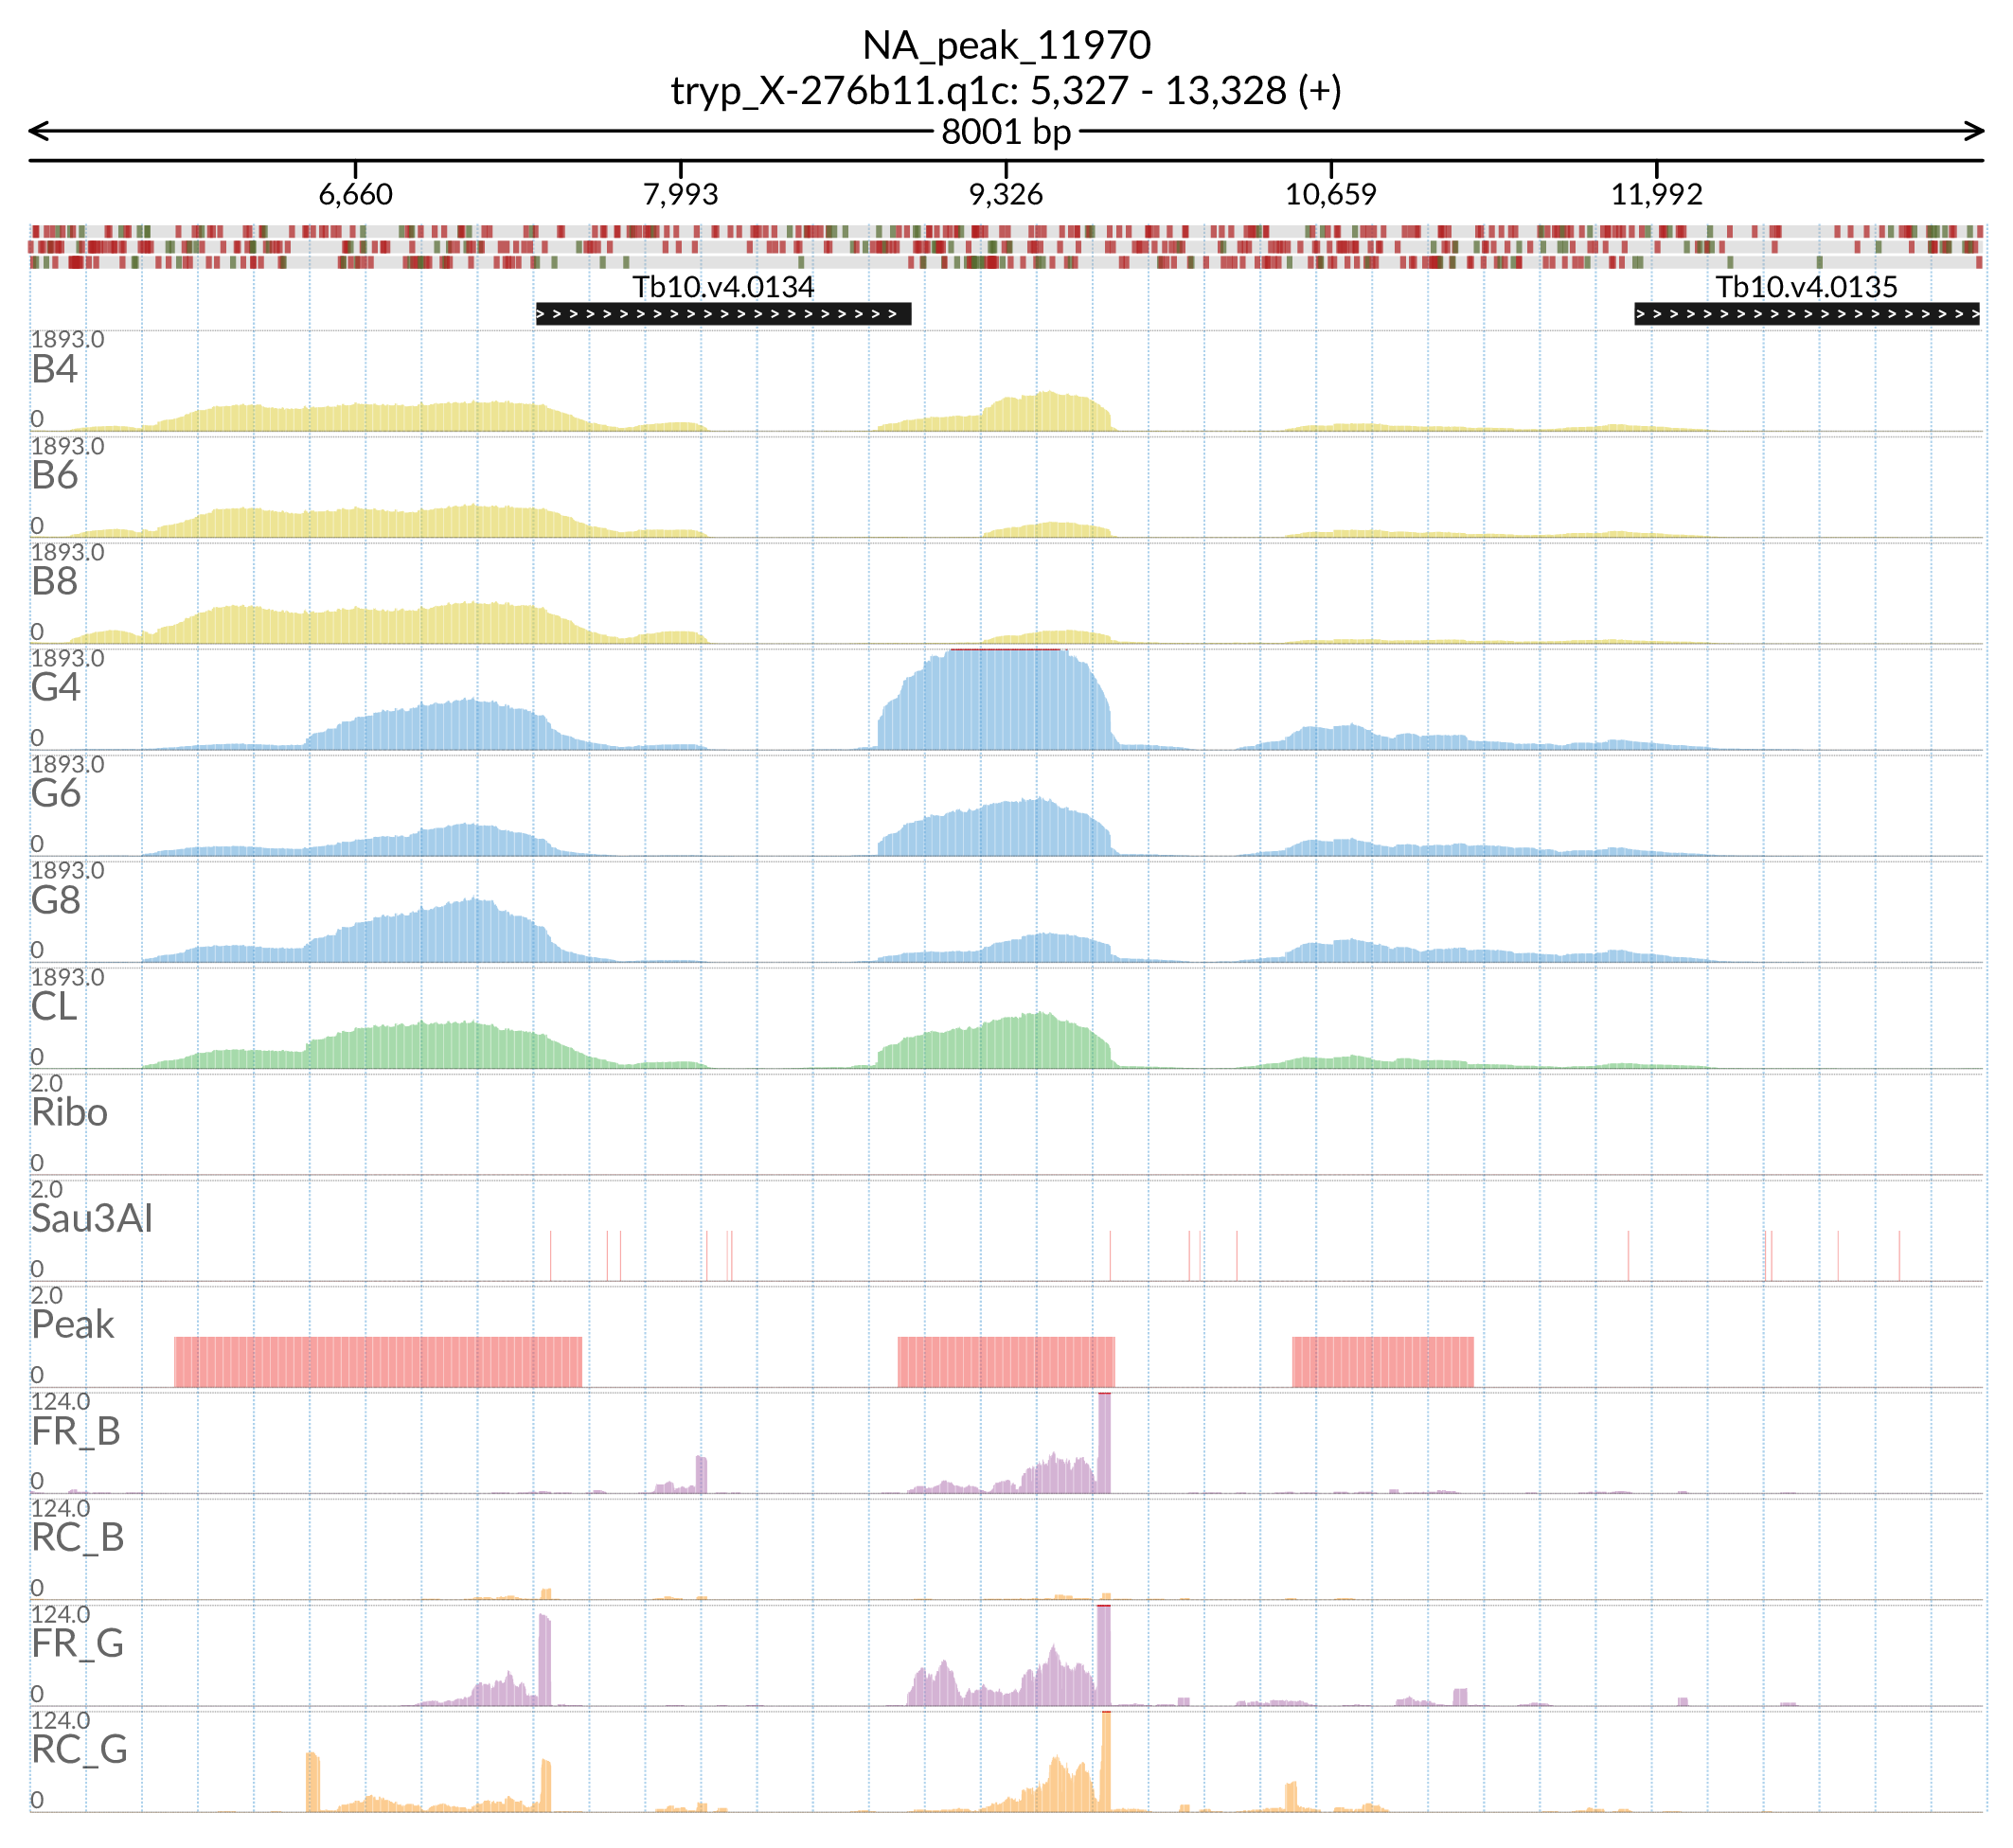 NA_peak_11970
tryp_X-276b11.q1c: 5,327 - 13,328 (+)
8001 bp
6,660 7,993 9,326 10,659 11,992
Tb10.v4.0134 Tb10.v4.0135
1893.0
B4
0
1893.0
B6
0
1893.0
B8
0
1893.0
G4
0
1893.0
G6
0
1893.0
G8
0
1893.0
CL
0
2.0
Ribo
0
2.0
Sau3AI
0
2.0
Peak
0
124.0
FR_B
0
124.0
RC_B
0
124.0
FR_G
0
124.0
RC_G
0